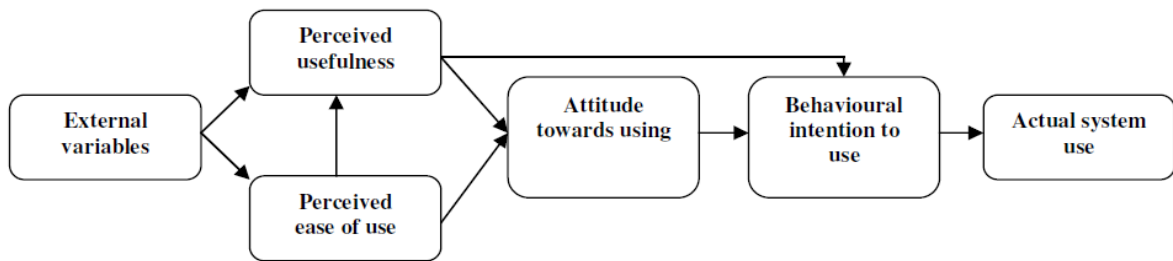 External
variables
Perceived
usefulness
Perceived
ease of use
Attitude
towards using
Behavioural
intention to
use
Actual system
use